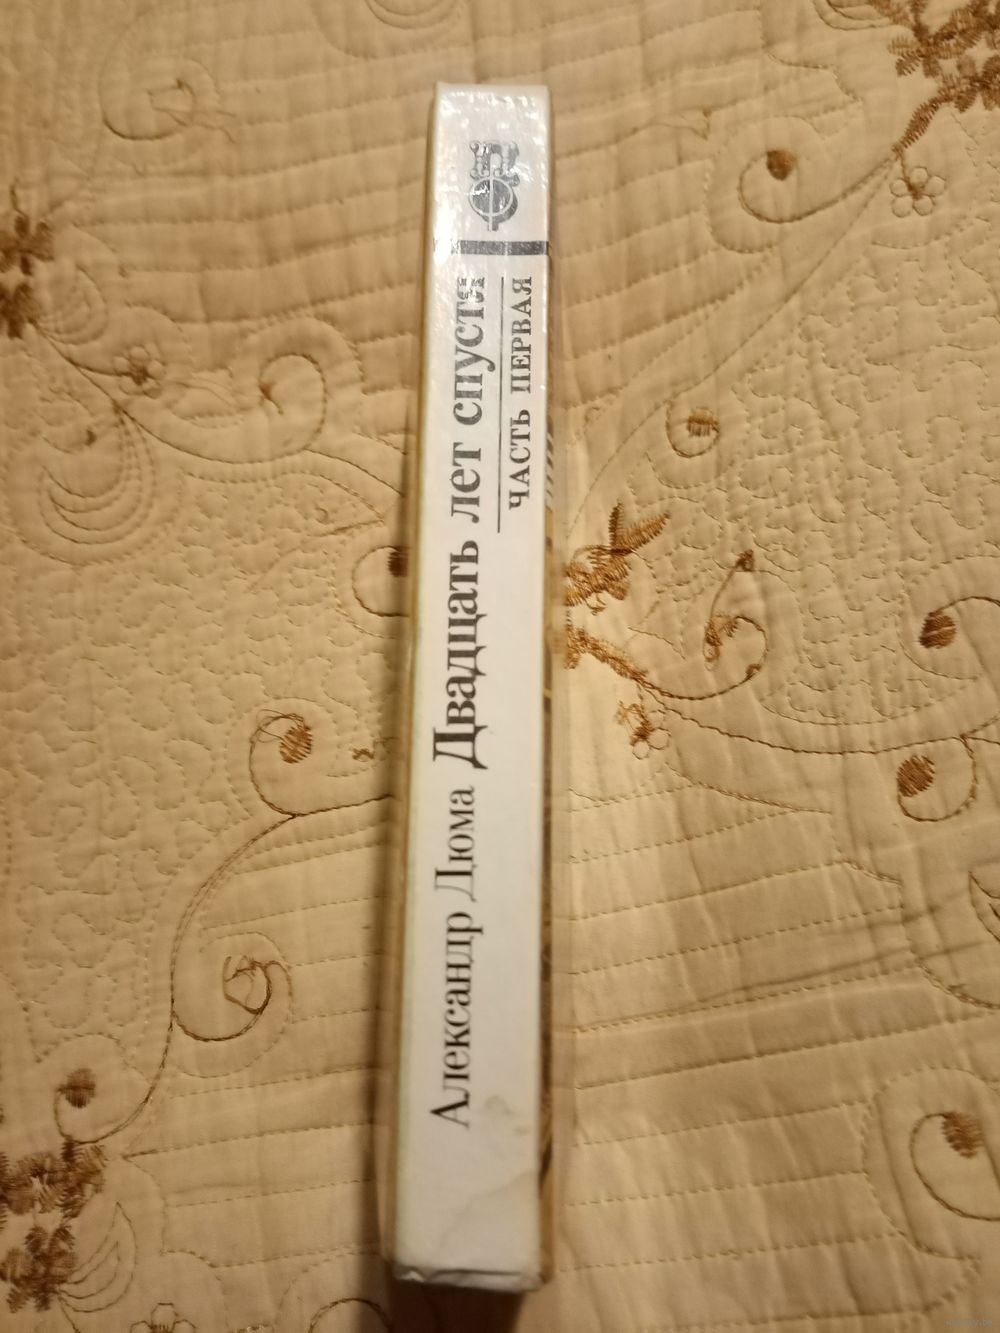 Александр Дюма Двадцать лет спустя
ЧАСТЬ ПЕРВАЯ